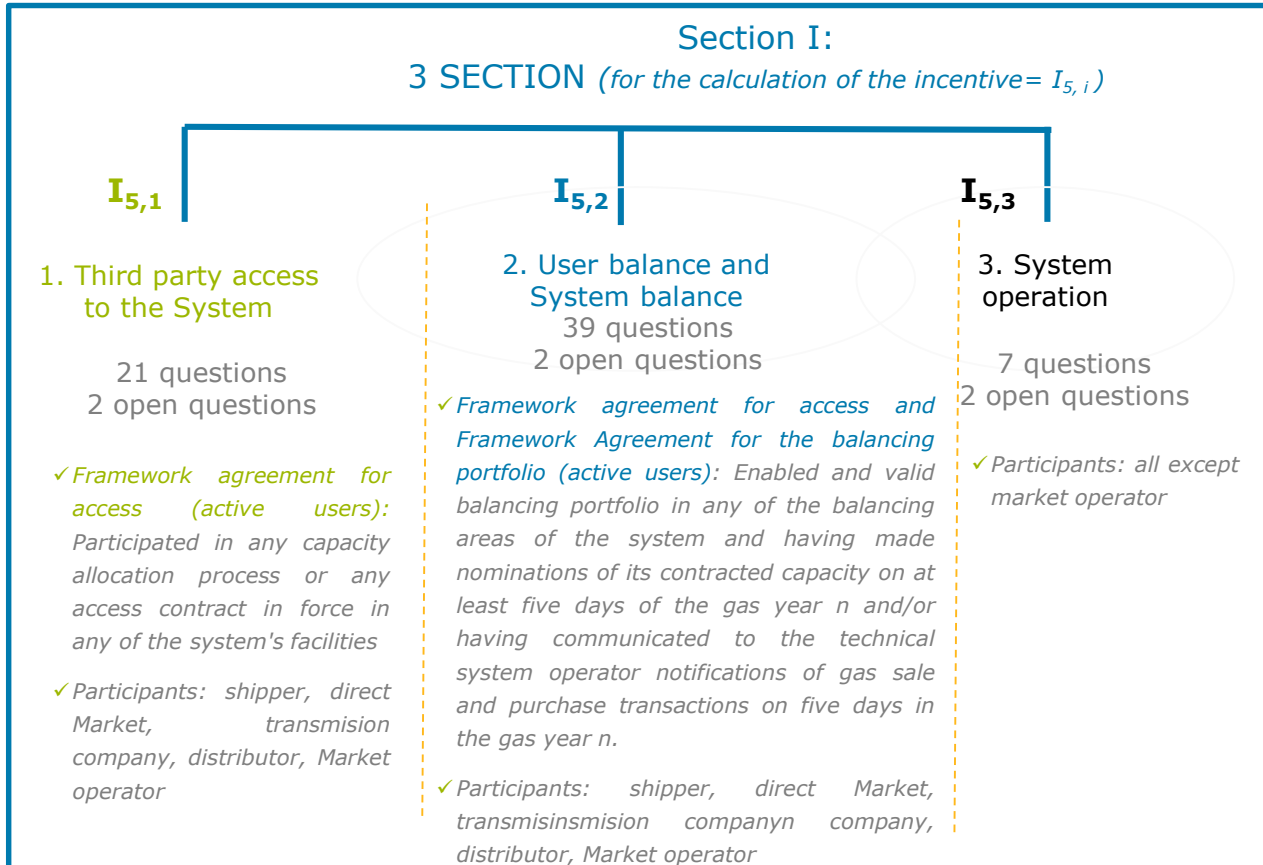 Section I:
3 SECTION (for the calculation of the incentive= I5, i )
I5,1
1. Third party access
to the System
21 questions
2 open questions
✓Framework agreement for
access (active users):
Participated in any capacity
allocation process or any
access contract in force in
any of the system's facilities
✓Participants: shipper, direct
Market, transmision
company, distributor, Market
operator
I5,2
2. User balance and
System balance
39 questions
2 open questions
✓Framework agreement for access and
Framework Agreement for the balancing
portfolio (active users): Enabled and valid
balancing portfolio in any of the balancing
areas of the system and having made
nominations of its contracted capacity on at
least five days of the gas year n and/or
having communicated to the technical
system operator notifications of gas sale
and purchase transactions on five days in
the gas year n.
✓Participants: shipper, direct Market,
transmisinsmision companyn company,
distributor, Market operator
I5,3
3. System
operation
7 questions
2 open questions
✓Participants: all except
market operator